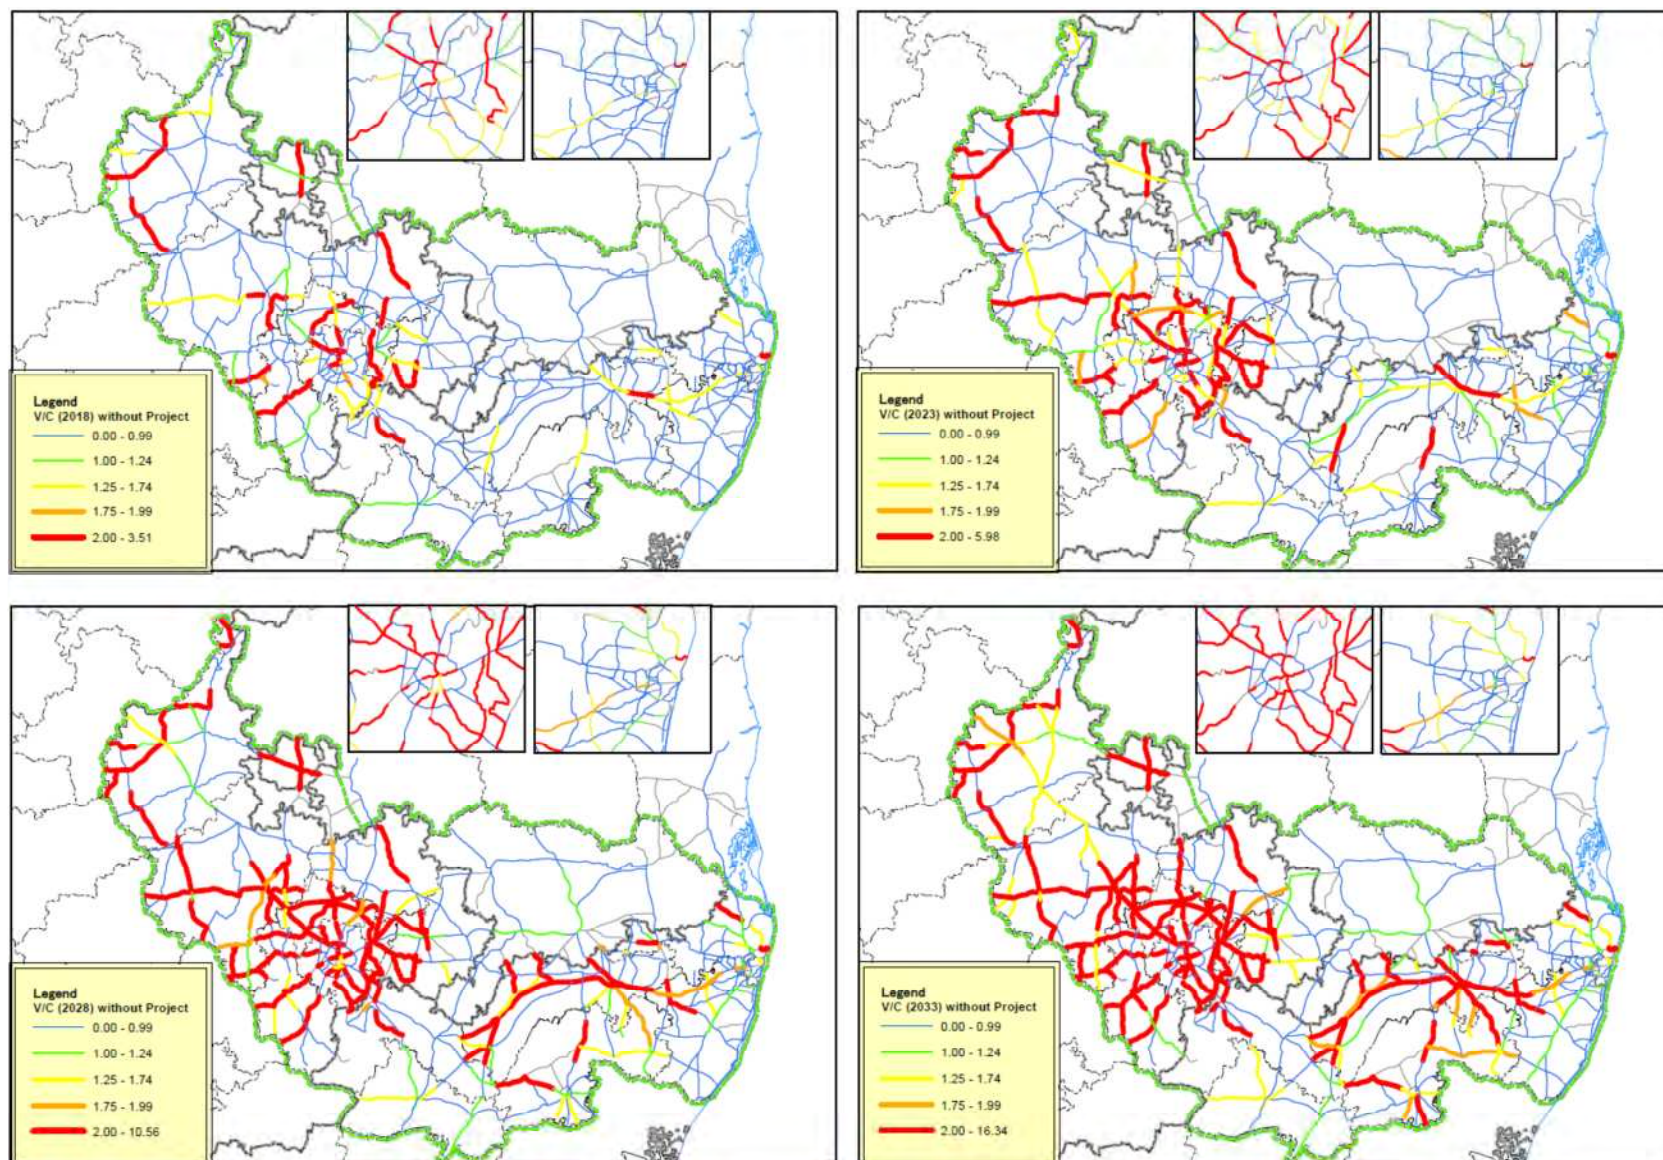 Legend
V/C (2018) without Project
0.00 - 0.99
1.00 - 1.24
1.25 - 1.74
1.75 - 1.99
2.00 - 3.51
Legend
V/C (2023) without Project
0.00 - 0.99
1.00 - 1.24
1.25 - 1.74
1.75 - 1.99
2.00 - 5.98
Legend
V/C (2028) without Project
0.00 - 0.99
1.00 - 1.24
1.25 - 1.74
1.75 - 1.99
2.00 - 10.56
Legend
V/C (2033) without Project
0.00 - 0.99
1.00 - 1.24
1.25 - 1.74
1.75 - 1.99
2.00 - 16.34